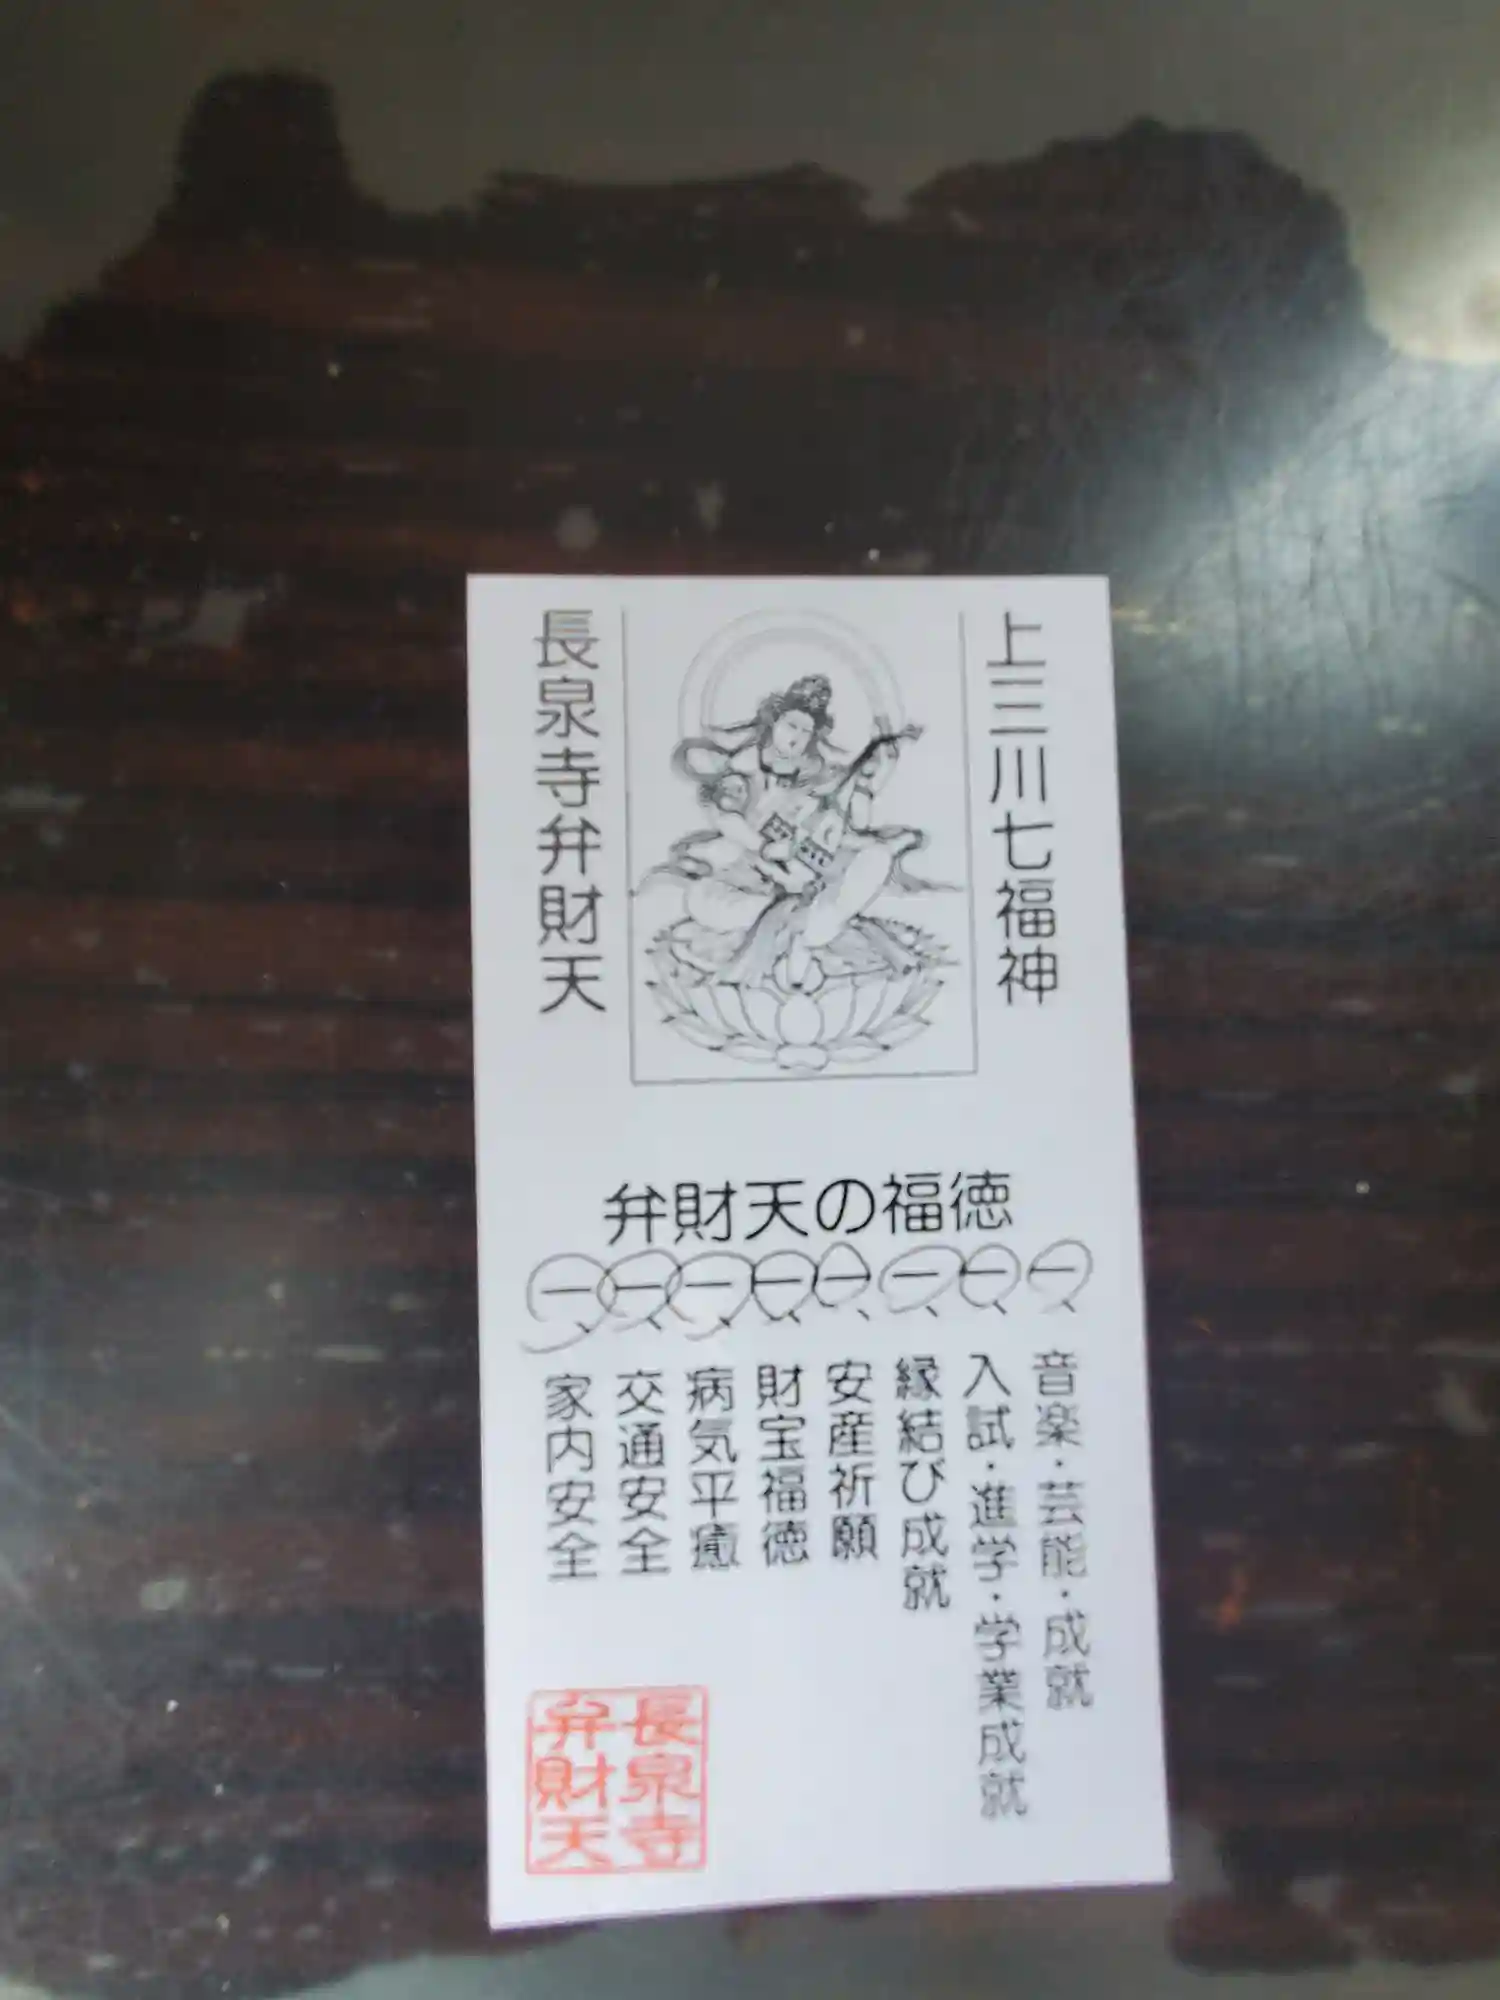 上三川七福神
長泉寺弁財天
弁財天の福徳
一、音楽・芸能・成就
一、入試・進学・学業成就
一、縁結び成就
一、安産祈願
一、財宝福徳
一、病気平癒
一、交通安全
一、家内安全
長泉寺
弁財天